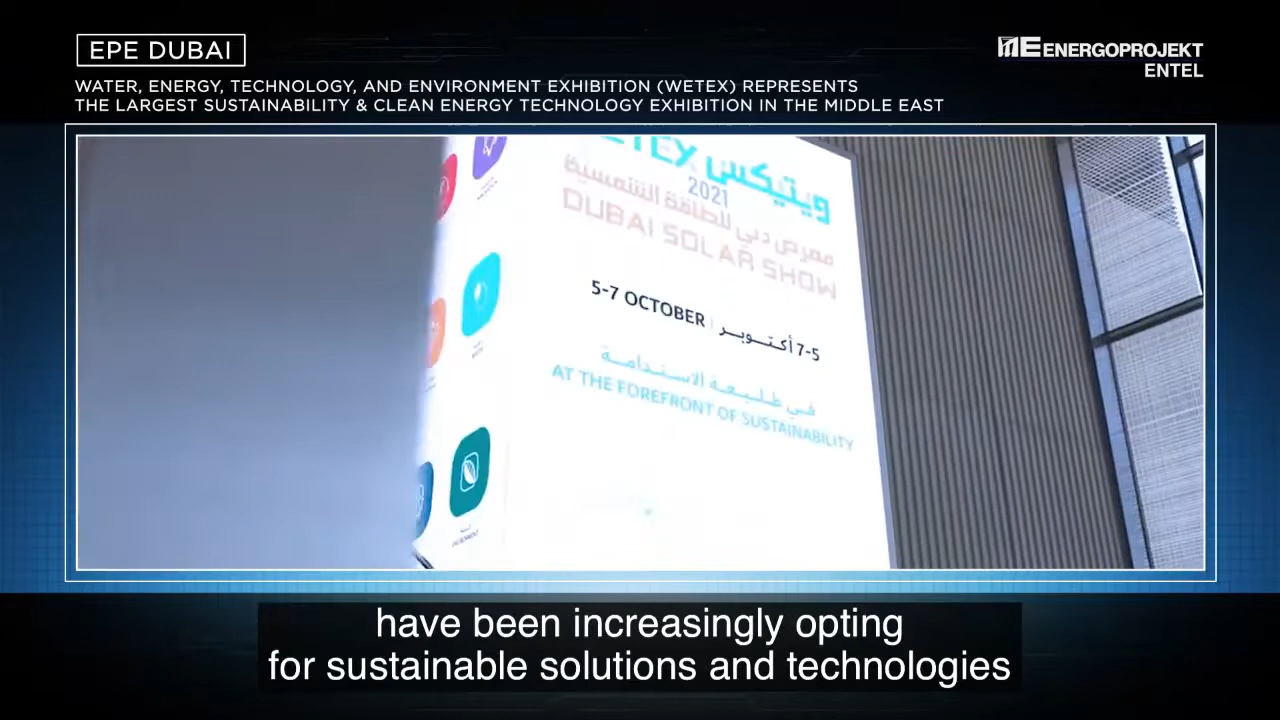 EPE DUBAI
ENERGOPROJEKT
ENTEL
WATER, ENERGY, TECHNOLOGY, AND ENVIRONMENT EXHIBITION (WETEX) REPRESENTS
THE LARGEST SUSTAINABILITY & CLEAN ENERGY TECHNOLOGY EXHIBITION IN THE MIDDLE EAST
ويتيكس
2021
معرض دبي للطاقة الشمسية
DUBAI SOLAR SHOW
5-7 OCTOBER | 5-7 أكتوبر
في طليعة الاستدامة
AT THE FOREFRONT OF SUSTAINABILITY
ENVIRONMENT
have been increasingly opting
for sustainable solutions and technologies